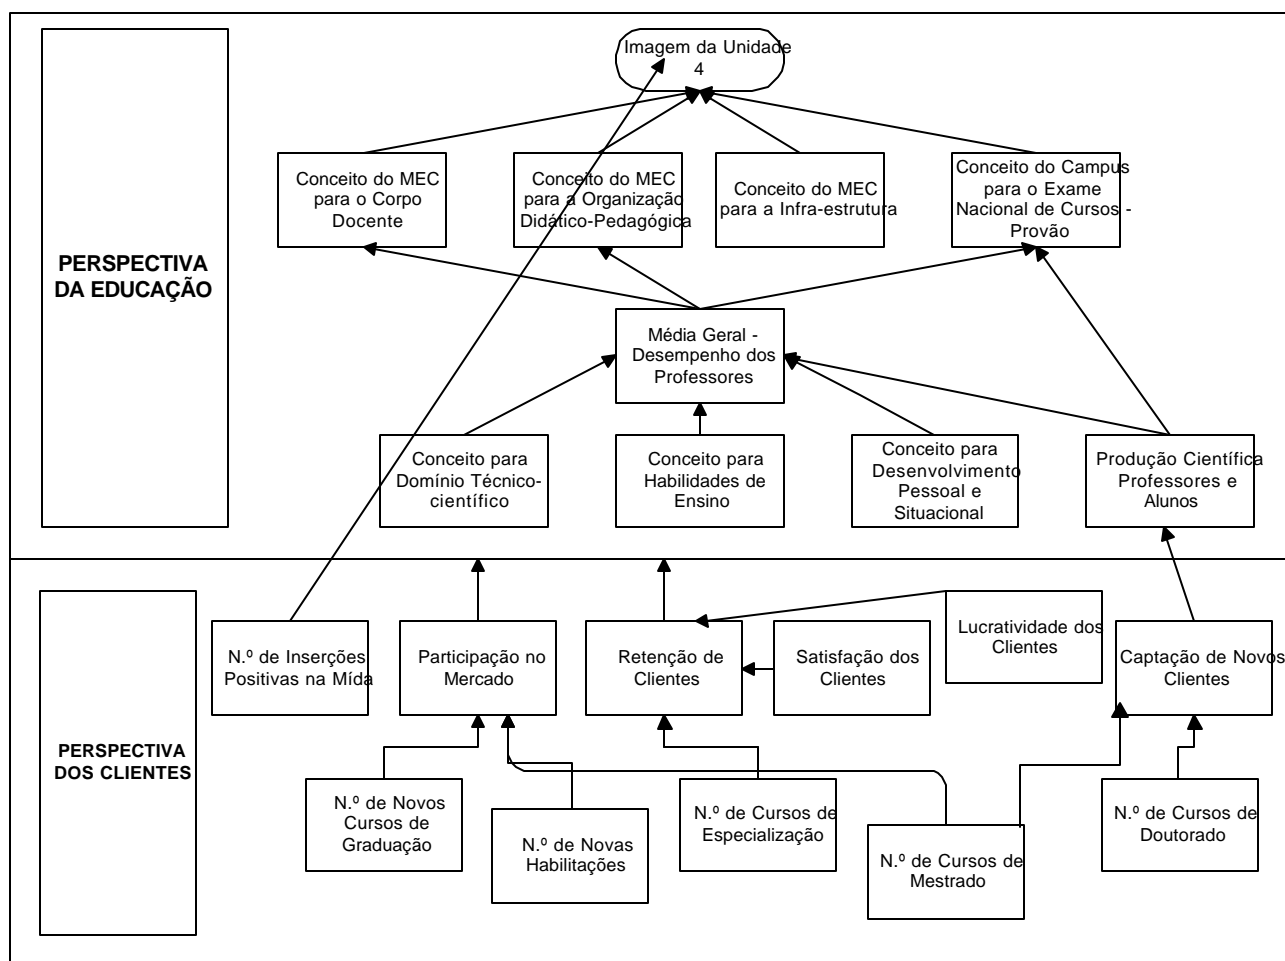 Imagem da Unidade
4
Conceito do MEC
para o Corpo
Docente
Conceito do MEC
para a Organização
Didático-Pedagógica
Conceito do MEC
para a Infra-estrutura
Conceito do Campus
para o Exame
Nacional de Cursos -
Provão
PERSPECTIVA
DA EDUCAÇÃO
Média Geral -
Desempenho dos
Professores
Conceito para
Domínio Técnico-
científico
Conceito para
Habilidades de
Ensino
Conceito para
Desenvolvimento
Pessoal e
Situacional
Produção Científica
Professores e
Alunos
N.º de Inserções
Positivas na Mída
Participação no
Mercado
Retenção de
Clientes
Satisfação dos
Clientes
Lucratividade dos
Clientes
Captação de Novos
Clientes
PERSPECTIVA
DOS CLIENTES
N.º de Novos
Cursos de
Graduação
N.º de Novas
Habilitações
N.º de Cursos de
Especialização
N.º de Cursos de
Mestrado
N.º de Cursos de
Doutorado